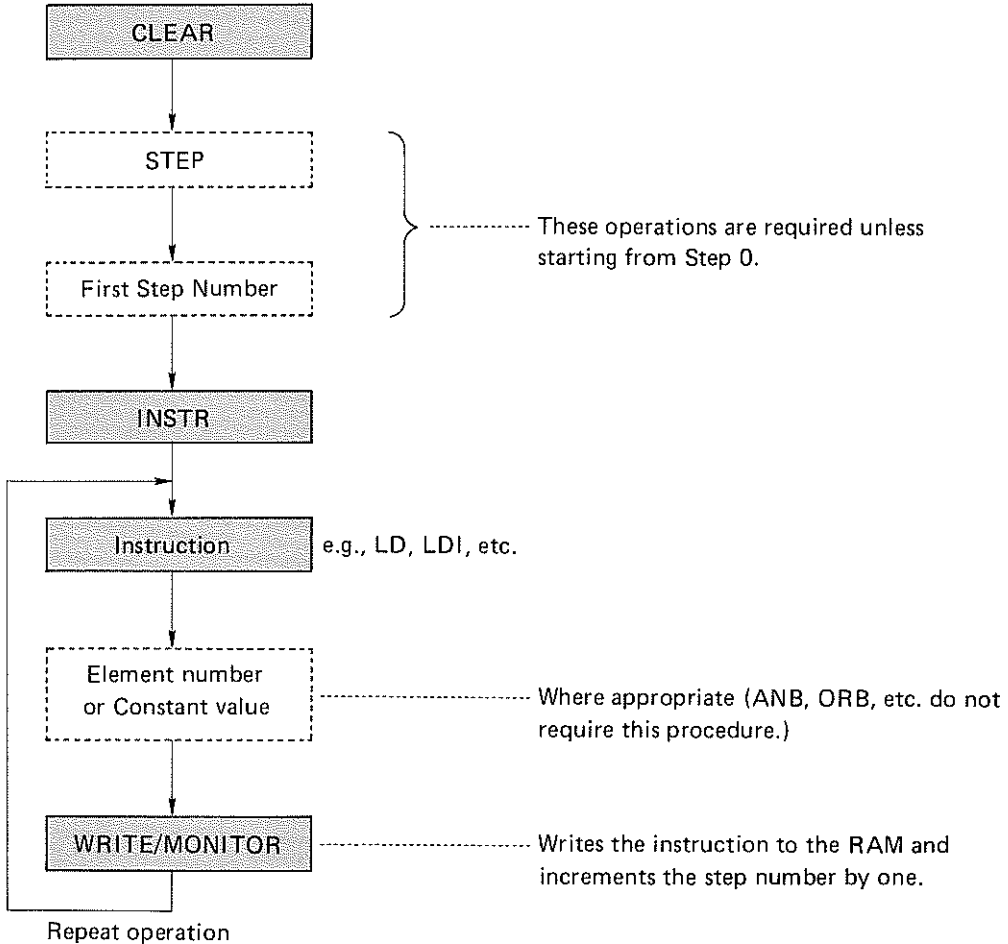 CLEAR
STEP
These operations are required unless
starting from Step 0.
First Step Number
INSTR
Instruction
e.g., LD, LDI, etc.
Element number
or Constant value
Where appropriate (ANB, ORB, etc. do not
require this procedure.)
WRITE/MONITOR
Writes the instruction to the RAM and
increments the step number by one.
Repeat operation